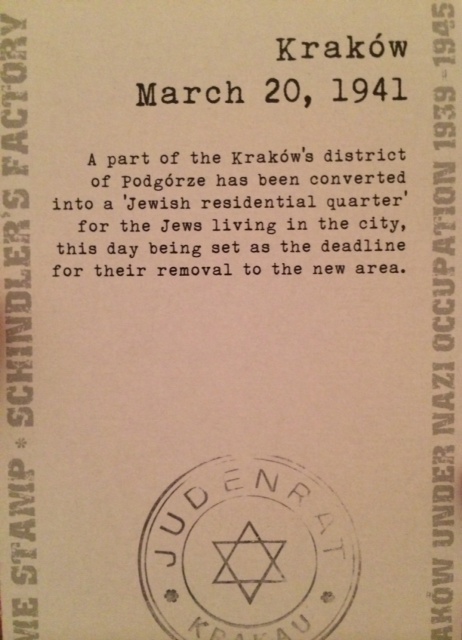 Kraków
March 20, 1941
A part of the Kraków's district
of Podgórze has been converted
into a 'Jewish residential quarter'
for the Jews living in the city,
this day being set as the deadline
for their removal to the new area.
STAMP * SCHINDLER'S FACTORY
UNDER NAZI OCCUPATION 1939-1945
JUDENRAT
KRAKAU